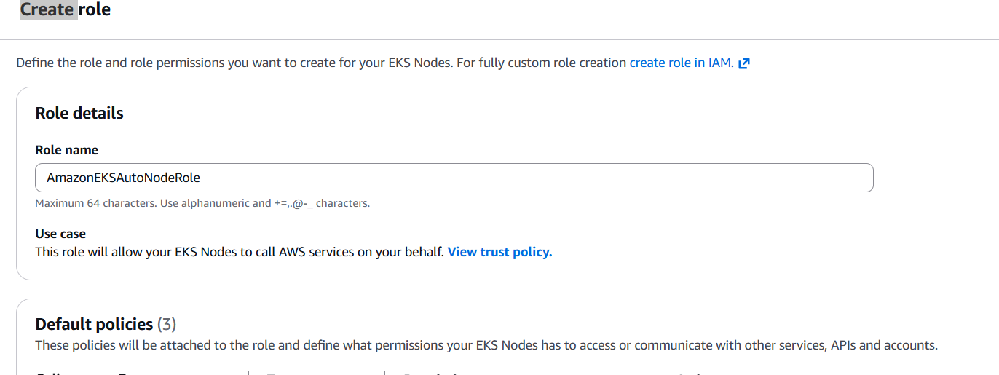 Create role
Define the role and role permissions you want to create for your EKS Nodes. For fully custom role creation create role in IAM.
Role details
Role name
AmazonEKSAutoNodeRole
Maximum 64 characters. Use alphanumeric and +=,.@-_ characters.
Use case
This role will allow your EKS Nodes to call AWS services on your behalf. View trust policy.
Default policies (3)
These policies will be attached to the role and define what permissions your EKS Nodes has to access or communicate with other services, APIs and accounts.